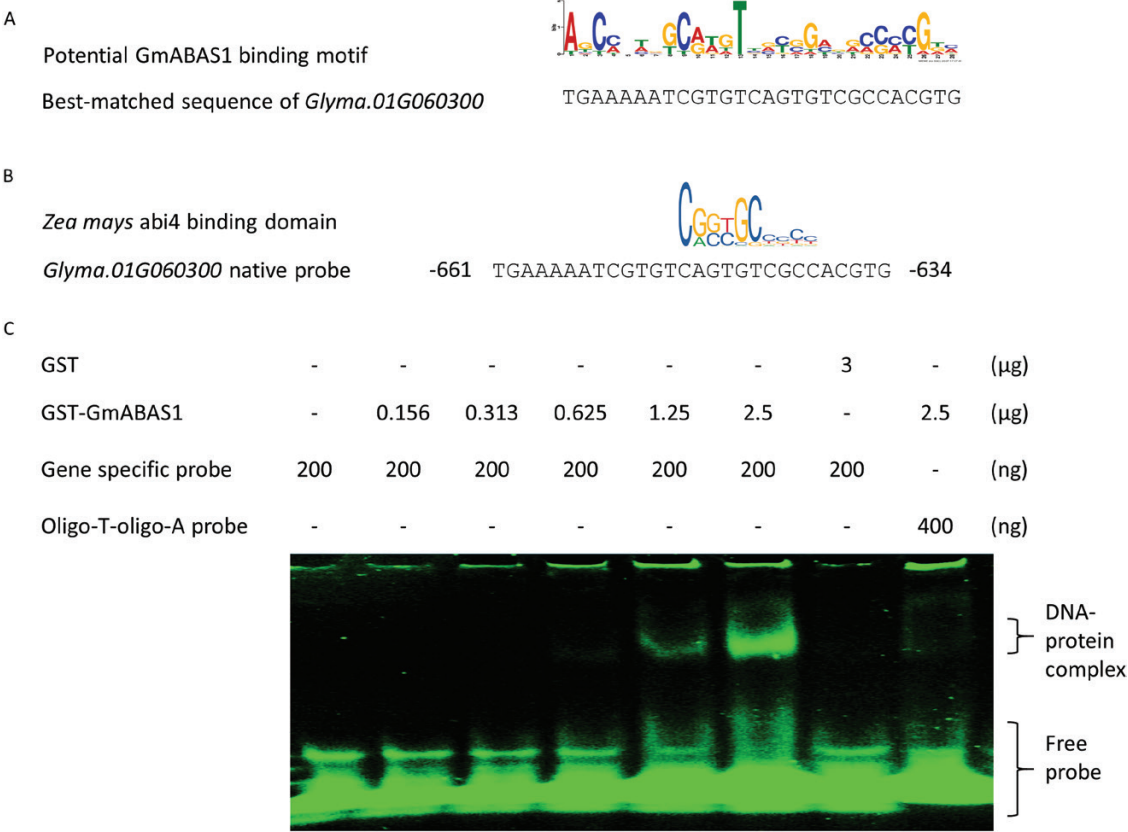 A
Potential GmABAS1 binding motif
Best-matched sequence of Glyma.01G060300 TGAAAAATCGTGTCAGTGTCGCCACGTG
B
Zea mays abi4 binding domain
Glyma.01G060300 native probe -661 TGAAAAATCGTGTCAGTGTCGCCACGTG -634
C
GST - - - - - - 3 - (µg)
GST-GmABAS1 - 0.156 0.313 0.625 1.25 2.5 - 2.5 (µg)
Gene specific probe 200 200 200 200 200 200 200 - (ng)
Oligo-T-oligo-A probe - - - - - - - 400 (ng)
DNA-
protein
complex
Free
probe